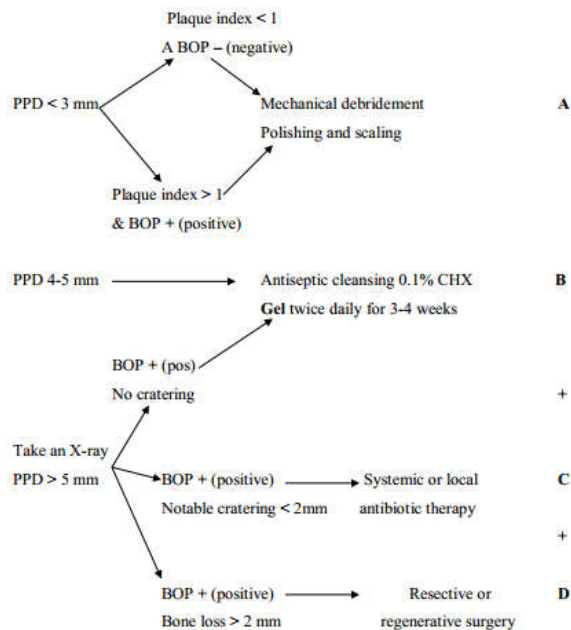 Plaque index < 1
A BOP – (negative)
PPD < 3 mm
Mechanical debridement
A
Polishing and scaling
Plaque index > 1
& BOP + (positive)
PPD 4-5 mm
Antiseptic cleansing 0.1% CHX
B
Gel twice daily for 3-4 weeks
BOP + (pos)
No cratering
+
Take an X-ray
PPD > 5 mm
BOP + (positive)
Systemic or local
C
Notable cratering < 2mm
antibiotic therapy
+
BOP + (positive)
Resective or
D
Bone loss > 2 mm
regenerative surgery